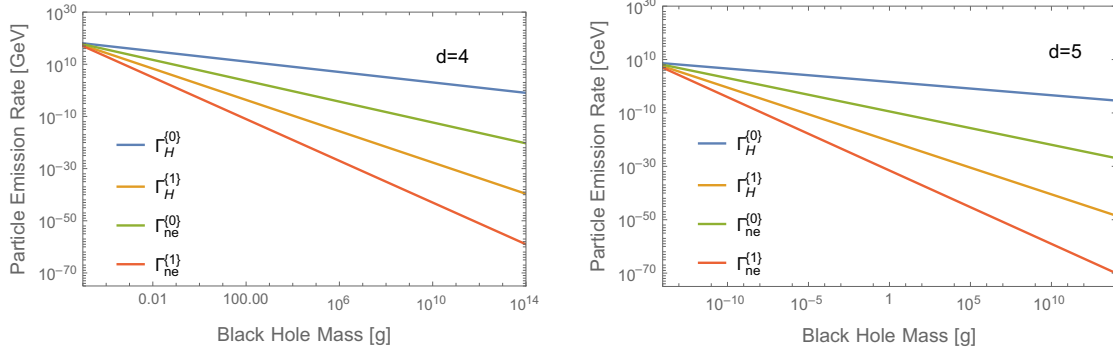 10^30
10^10
10^-10
10^-30
10^-50
10^-70
Particle Emission Rate [GeV]
d=4
Γ_H^{0}
Γ_H^{1}
Γ_ne^{0}
Γ_ne^{1}
0.01
100.00
10^6
10^10
10^14
Black Hole Mass [g]
10^30
10^10
10^-10
10^-30
10^-50
10^-70
Particle Emission Rate [GeV]
d=5
Γ_H^{0}
Γ_H^{1}
Γ_ne^{0}
Γ_ne^{1}
10^-10
10^-5
1
10^5
10^10
Black Hole Mass [g]